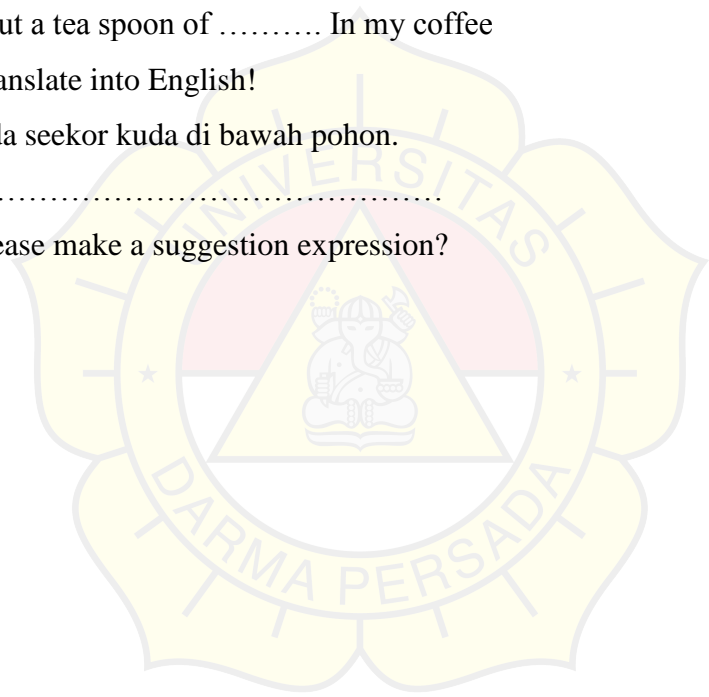 ut a tea spoon of ………. In my coffee
anslate into English!
da seekor kuda di bawah pohon.
……………………………………
ease make a suggestion expression?
UNIVERSITAS
DARMA PERSADA